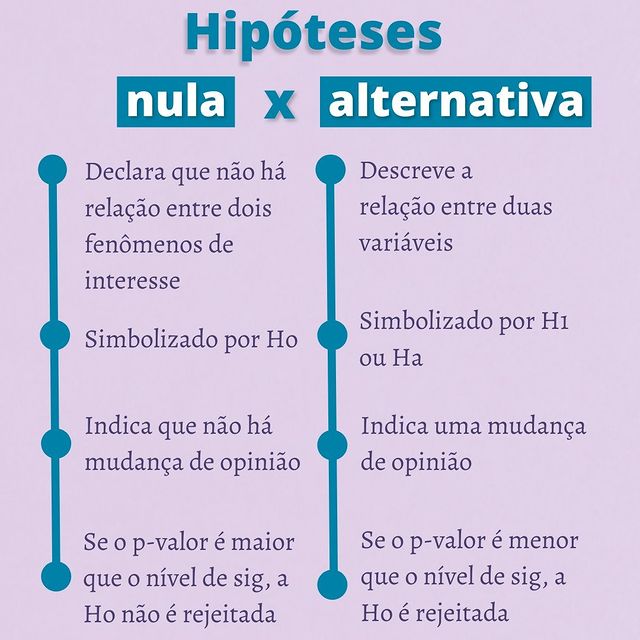 Hipóteses
nula x alternativa
Declara que não há
relação entre dois
fenômenos de
interesse
Simbolizado por Ho
Indica que não há
mudança de opinião
Se o p-valor é maior
que o nível de sig, a
Ho não é rejeitada
Descreve a
relação entre duas
variáveis
Simbolizado por H1
ou Ha
Indica uma mudança
de opinião
Se o p-valor é menor
que o nível de sig, a
Ho é rejeitada